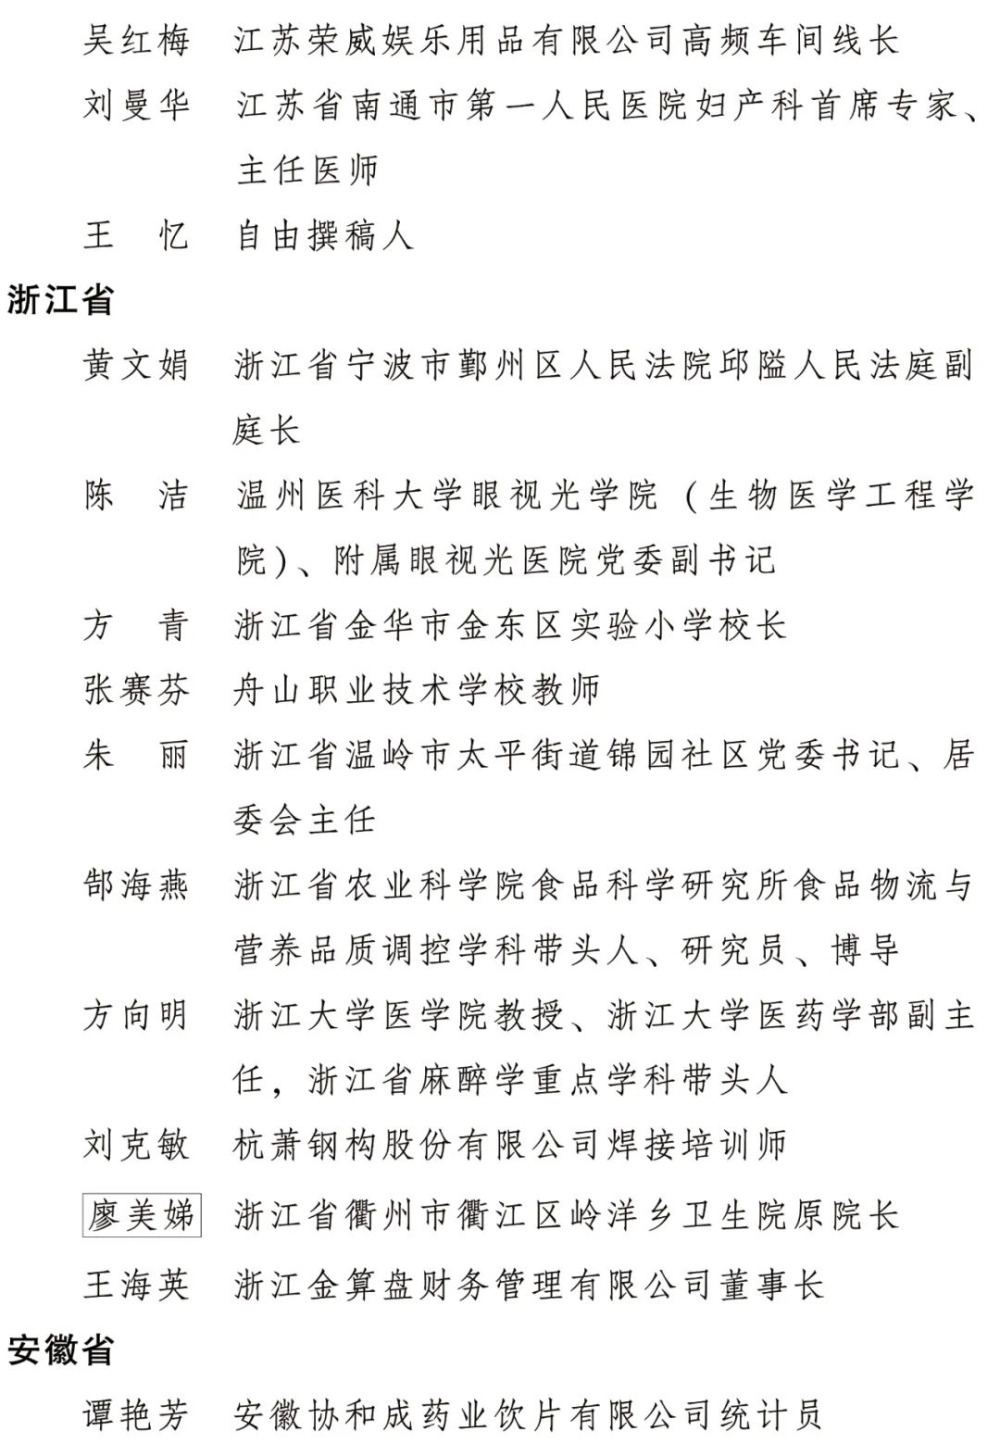 吴红梅 江苏荣威娱乐用品有限公司高频车间线长
刘曼华 江苏省南通市第一人民医院妇产科首席专家、
主任医师
王 忆 自由撰稿人
浙江省
黄文娟 浙江省宁波市鄞州区人民法院邱隘人民法庭副
庭长
陈 洁 温州医科大学眼视光学院（生物医学工程学
院）、附属眼视光医院党委副书记
方 青 浙江省金华市金东区实验小学校长
张赛芬 舟山职业技术学校教师
朱 丽 浙江省温岭市太平街道锦园社区党委书记、居
委会主任
郜海燕 浙江省农业科学院食品科学研究所食品物流与
营养品质调控学科带头人、研究员、博导
方向明 浙江大学医学院教授、浙江大学医药学部副主
任，浙江省麻醉学重点学科带头人
刘克敏 杭萧钢构股份有限公司焊接培训师
廖美娣 浙江省衢州市衢江区岭洋乡卫生院原院长
王海英 浙江金算盘财务管理有限公司董事长
安徽省
谭艳芳 安徽协和成药业饮片有限公司统计员